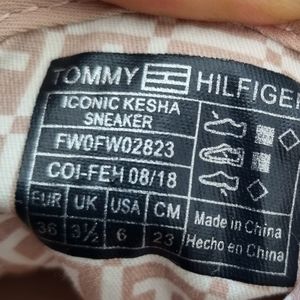 TOMMY HILFIGER
ICONIC KESHA
SNEAKER
FW0FW02823
COI-FEH 08/18
EUR UK USA CM
36 3½ 6 23
Made in China
Hecho en China